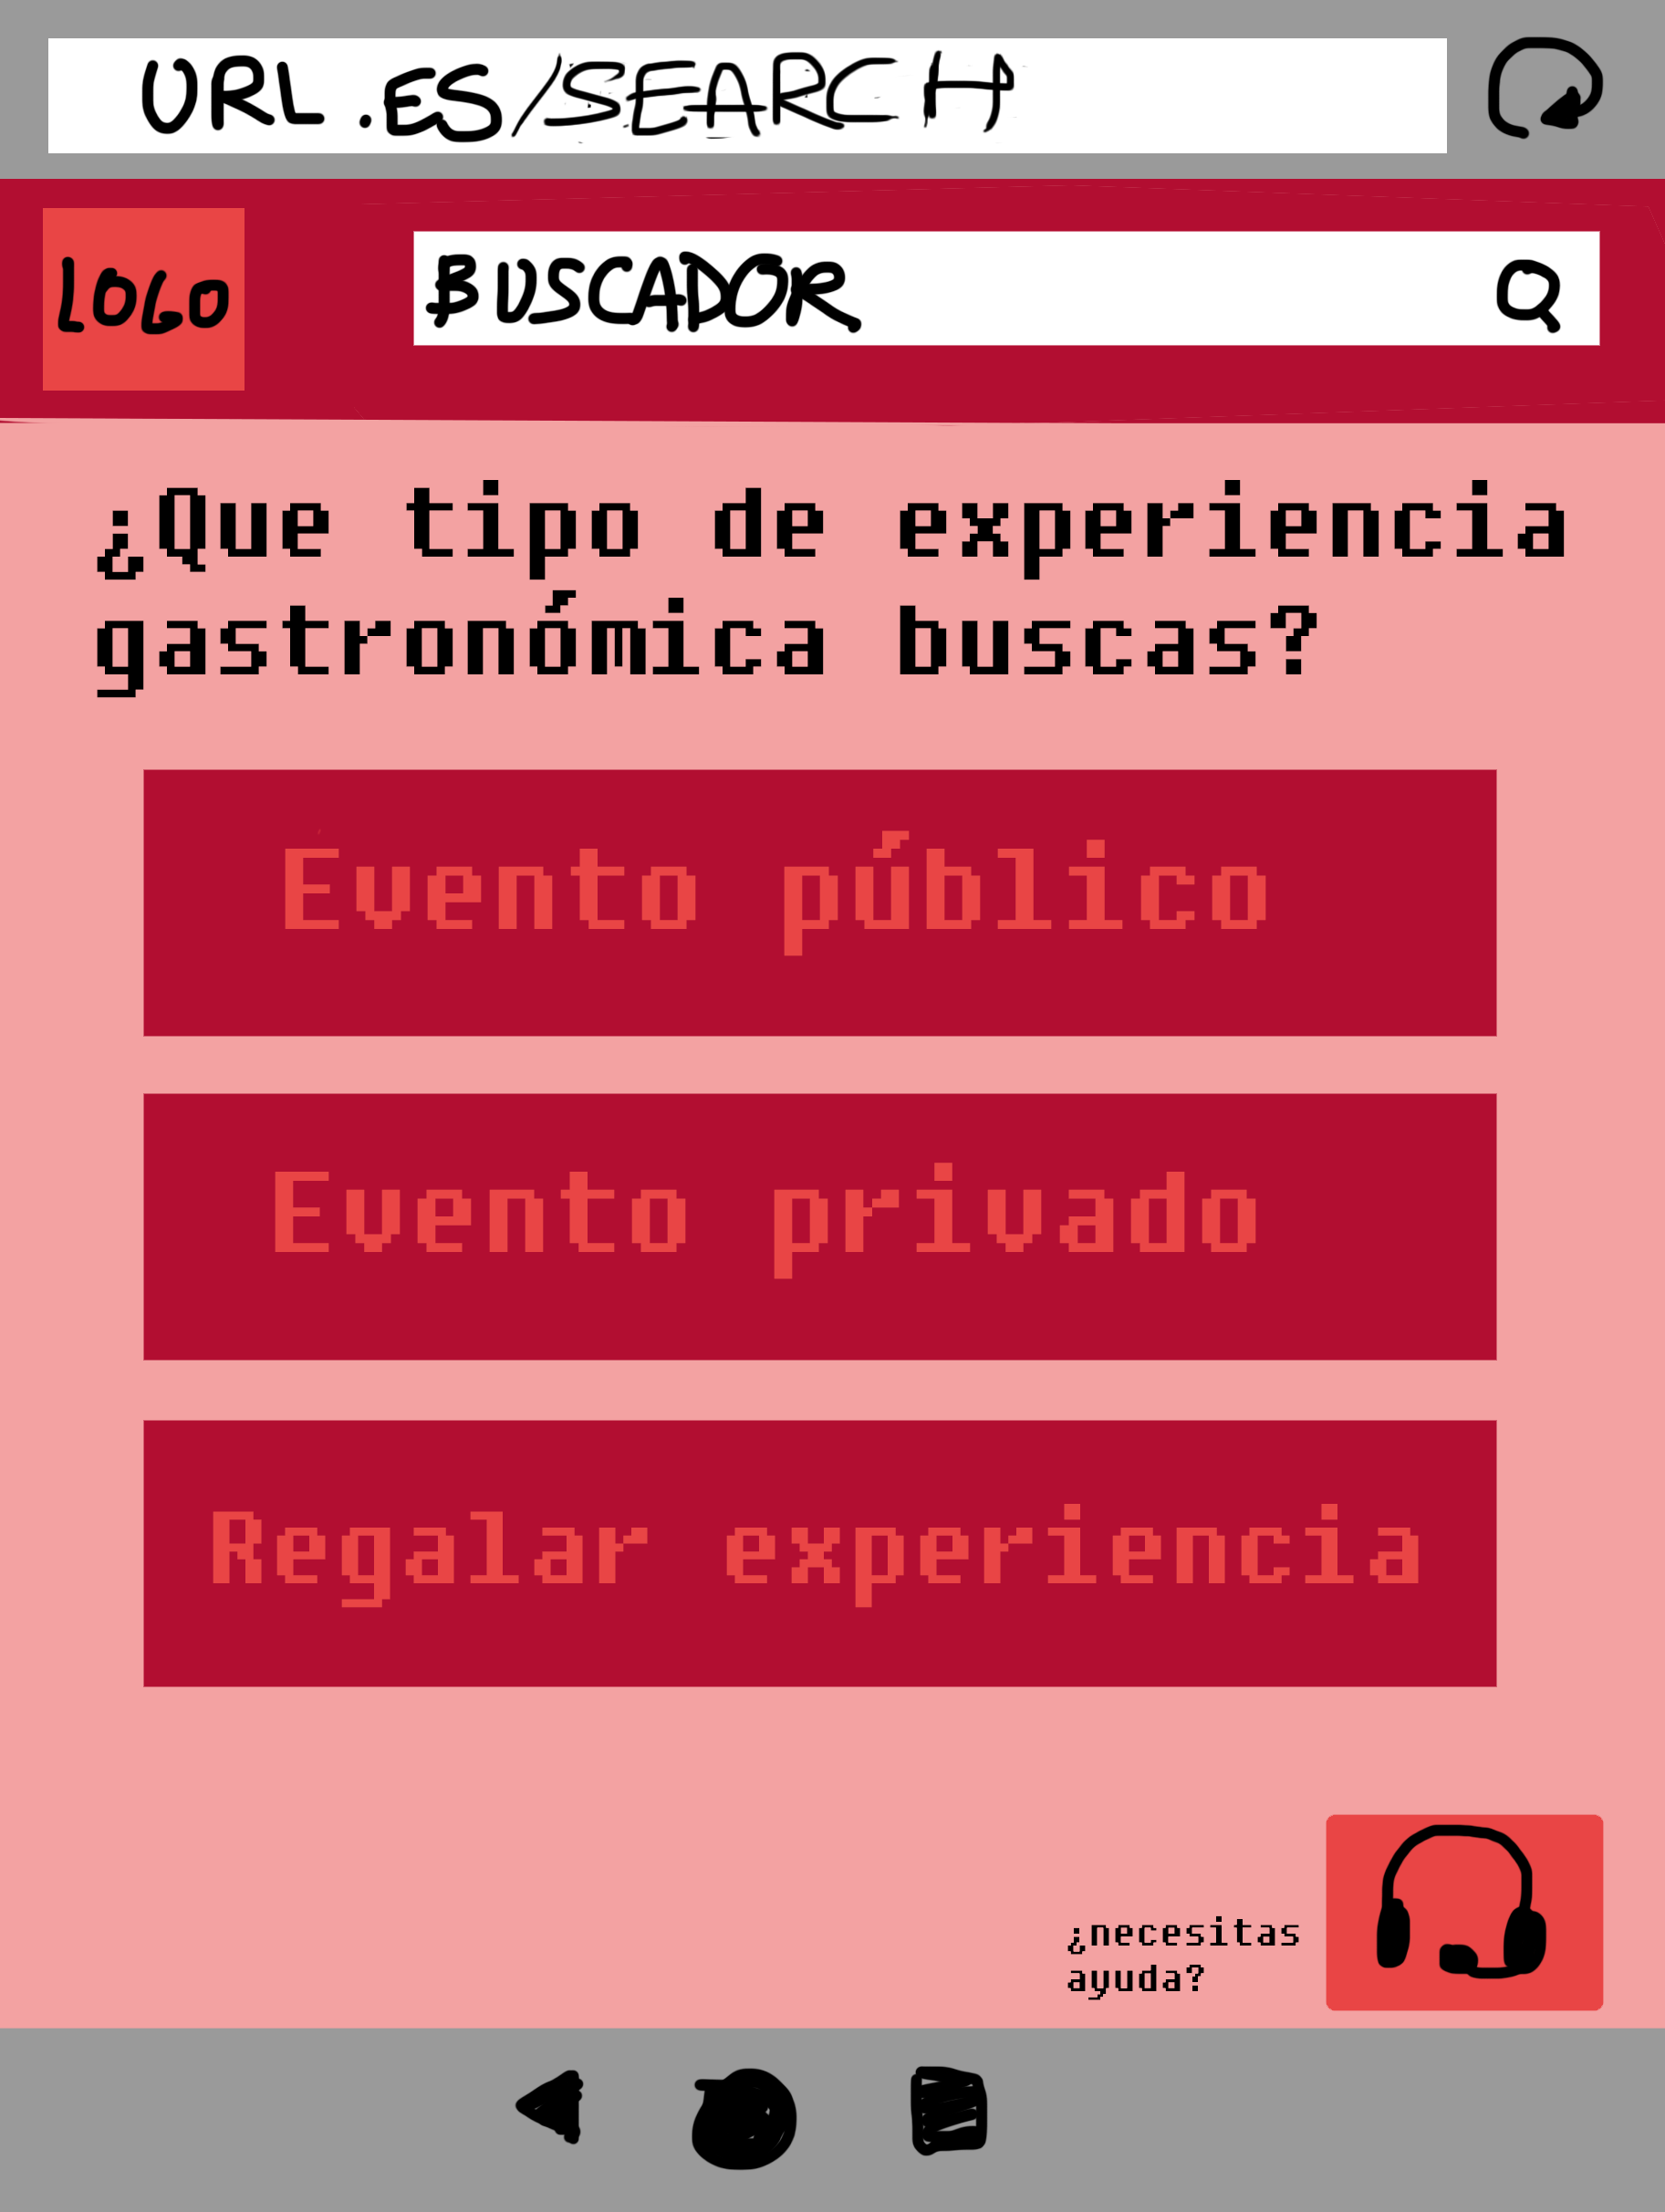 URL.ES/SEARCH
LOGO
BUSCADOR
¿Que tipo de experiencia
gastronómica buscas?
Evento público
Evento privado
Regalar experiencia
¿necesitas
ayuda?